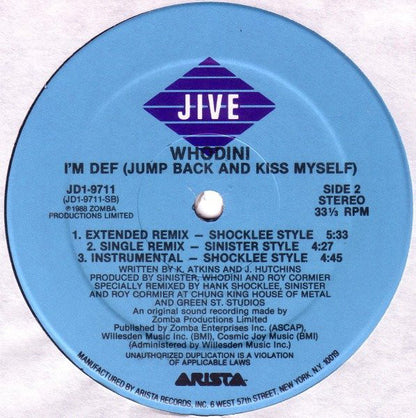 JIVE
WHODINI
I'M DEF (JUMP BACK AND KISS MYSELF)
JD1-9711
(JD1-9711-SB)
℗1988 ZOMBA
PRODUCTIONS LIMITED
SIDE 2
STEREO
33⅓ RPM
1. EXTENDED REMIX – SHOCKLEE STYLE 5:33
2. SINGLE REMIX – SINISTER STYLE 4:27
3. INSTRUMENTAL – SHOCKLEE STYLE 4:45
WRITTEN BY K. ATKINS AND J. HUTCHINS
PRODUCED BY SINISTER, WHODINI AND ROY CORMIER
SPECIALLY REMIXED BY HANK SHOCKLEE, SINISTER
AND ROY CORMIER AT CHUNG KING HOUSE OF METAL
AND GREEN ST. STUDIOS
An original sound recording made by
Zomba Productions Limited
Published by Zomba Enterprises Inc. (ASCAP),
Willesden Music Inc. (BMI), Cosmic Joy Music (BMI)
(Administered by Willesden Music Inc.)
UNAUTHORIZED DUPLICATION IS A VIOLATION
OF APPLICABLE LAWS
ARISTA
MANUFACTURED BY ARISTA RECORDS, INC. 6 WEST 57th STREET, NEW YORK, N.Y. 10019